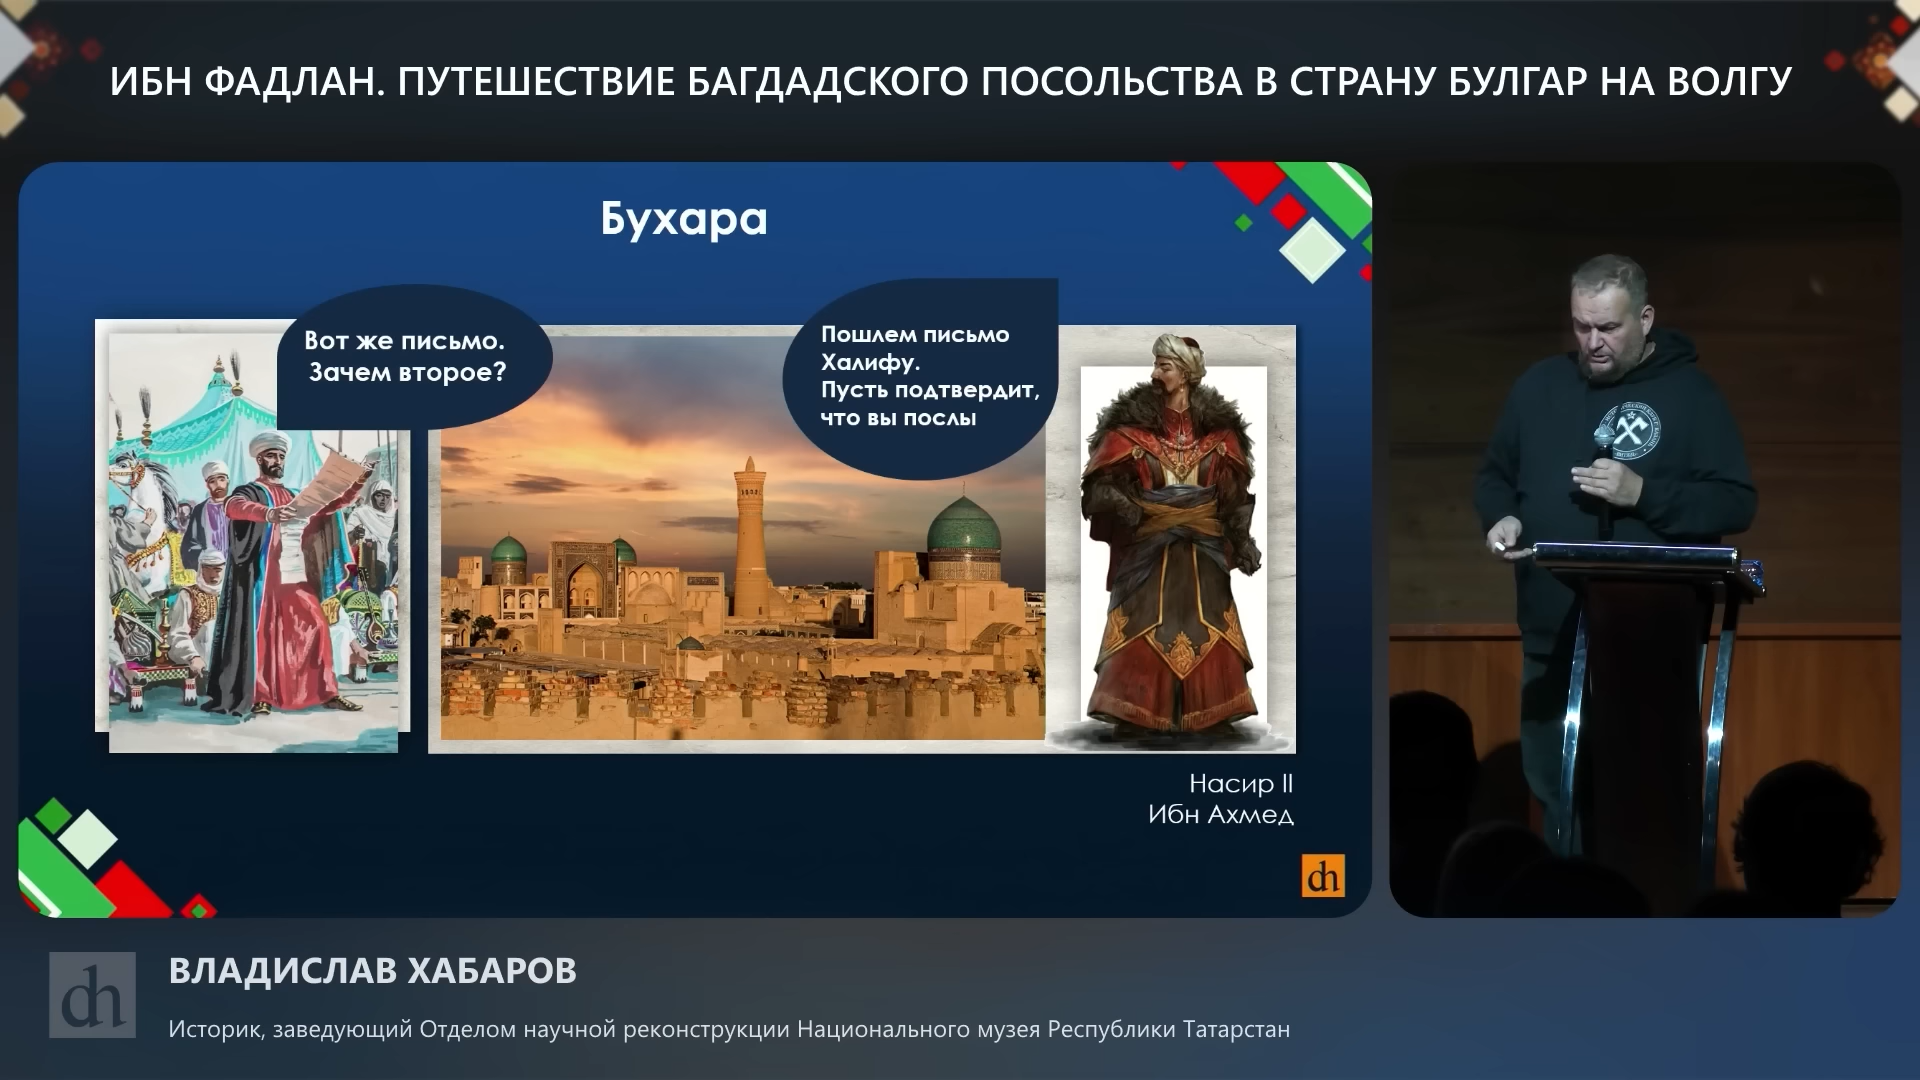 ИБН ФАДЛАН. ПУТЕШЕСТВИЕ БАГДАДСКОГО ПОСОЛЬСТВА В СТРАНУ БУЛГАР НА ВОЛГУ
Бухара
Вот же письмо.
Зачем второе?
Пошлем письмо
Халифу.
Пусть подтвердит,
что вы послы
Насир II
Ибн Ахмед
dh
dh
ВЛАДИСЛАВ ХАБАРОВ
Историк, заведующий Отделом научной реконструкции Национального музея Республики Татарстан